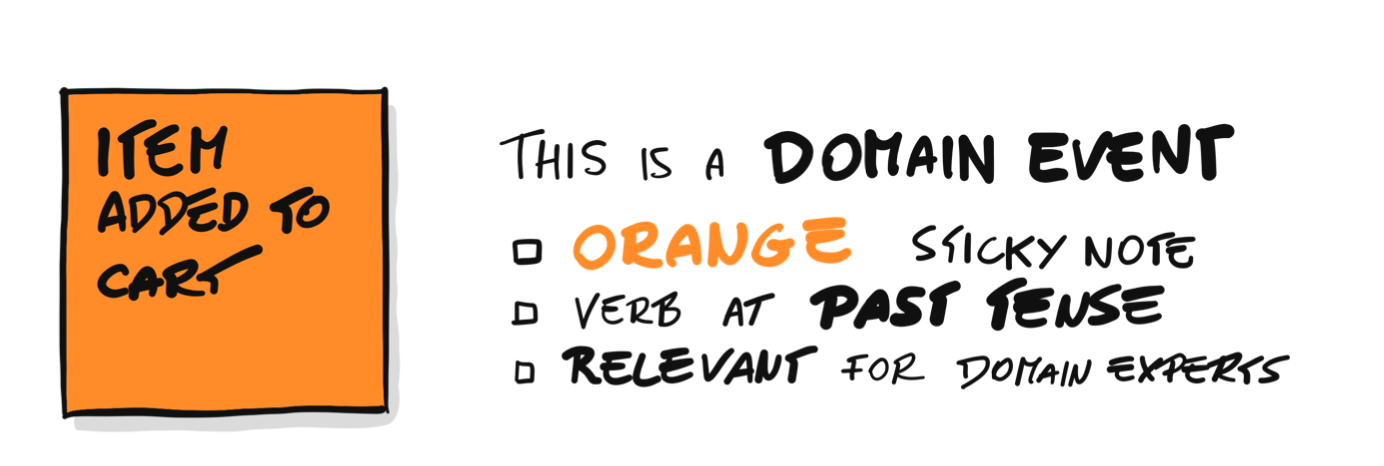 ITEM
ADDED TO
CART
THIS IS A DOMAIN EVENT
ORANGE STICKY NOTE
VERB AT PAST TENSE
RELEVANT FOR DOMAIN EXPERTS